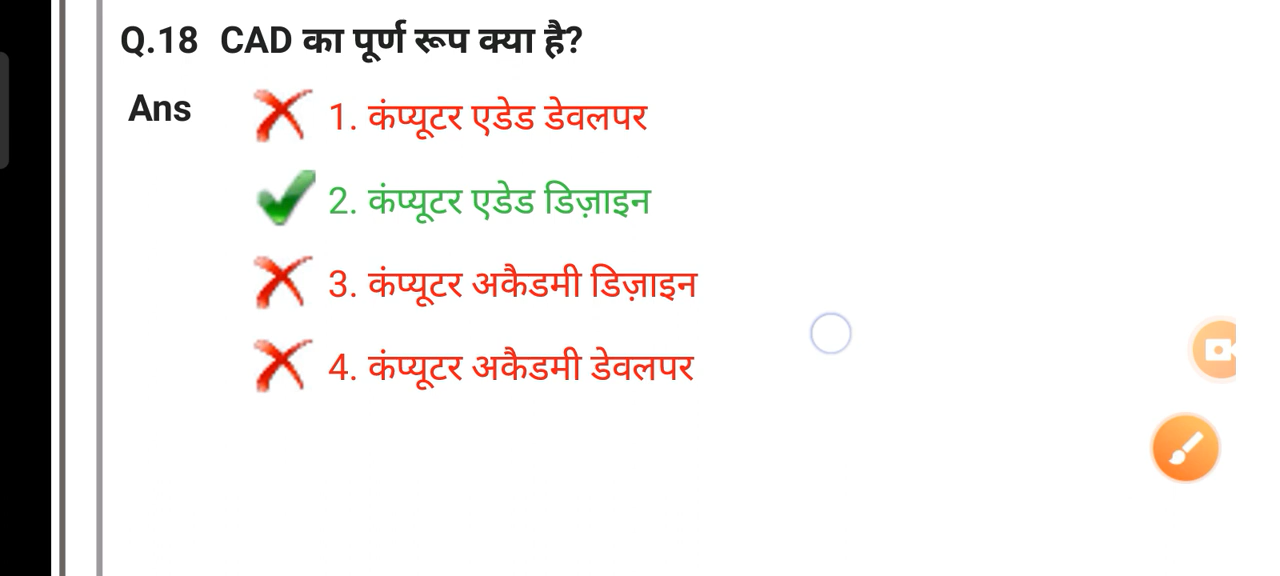 Q.18 CAD का पूर्ण रूप क्या है?
Ans
1. कंप्यूटर एडेड डेवलपर
2. कंप्यूटर एडेड डिज़ाइन
3. कंप्यूटर अकैडमी डिज़ाइन
4. कंप्यूटर अकैडमी डेवलपर